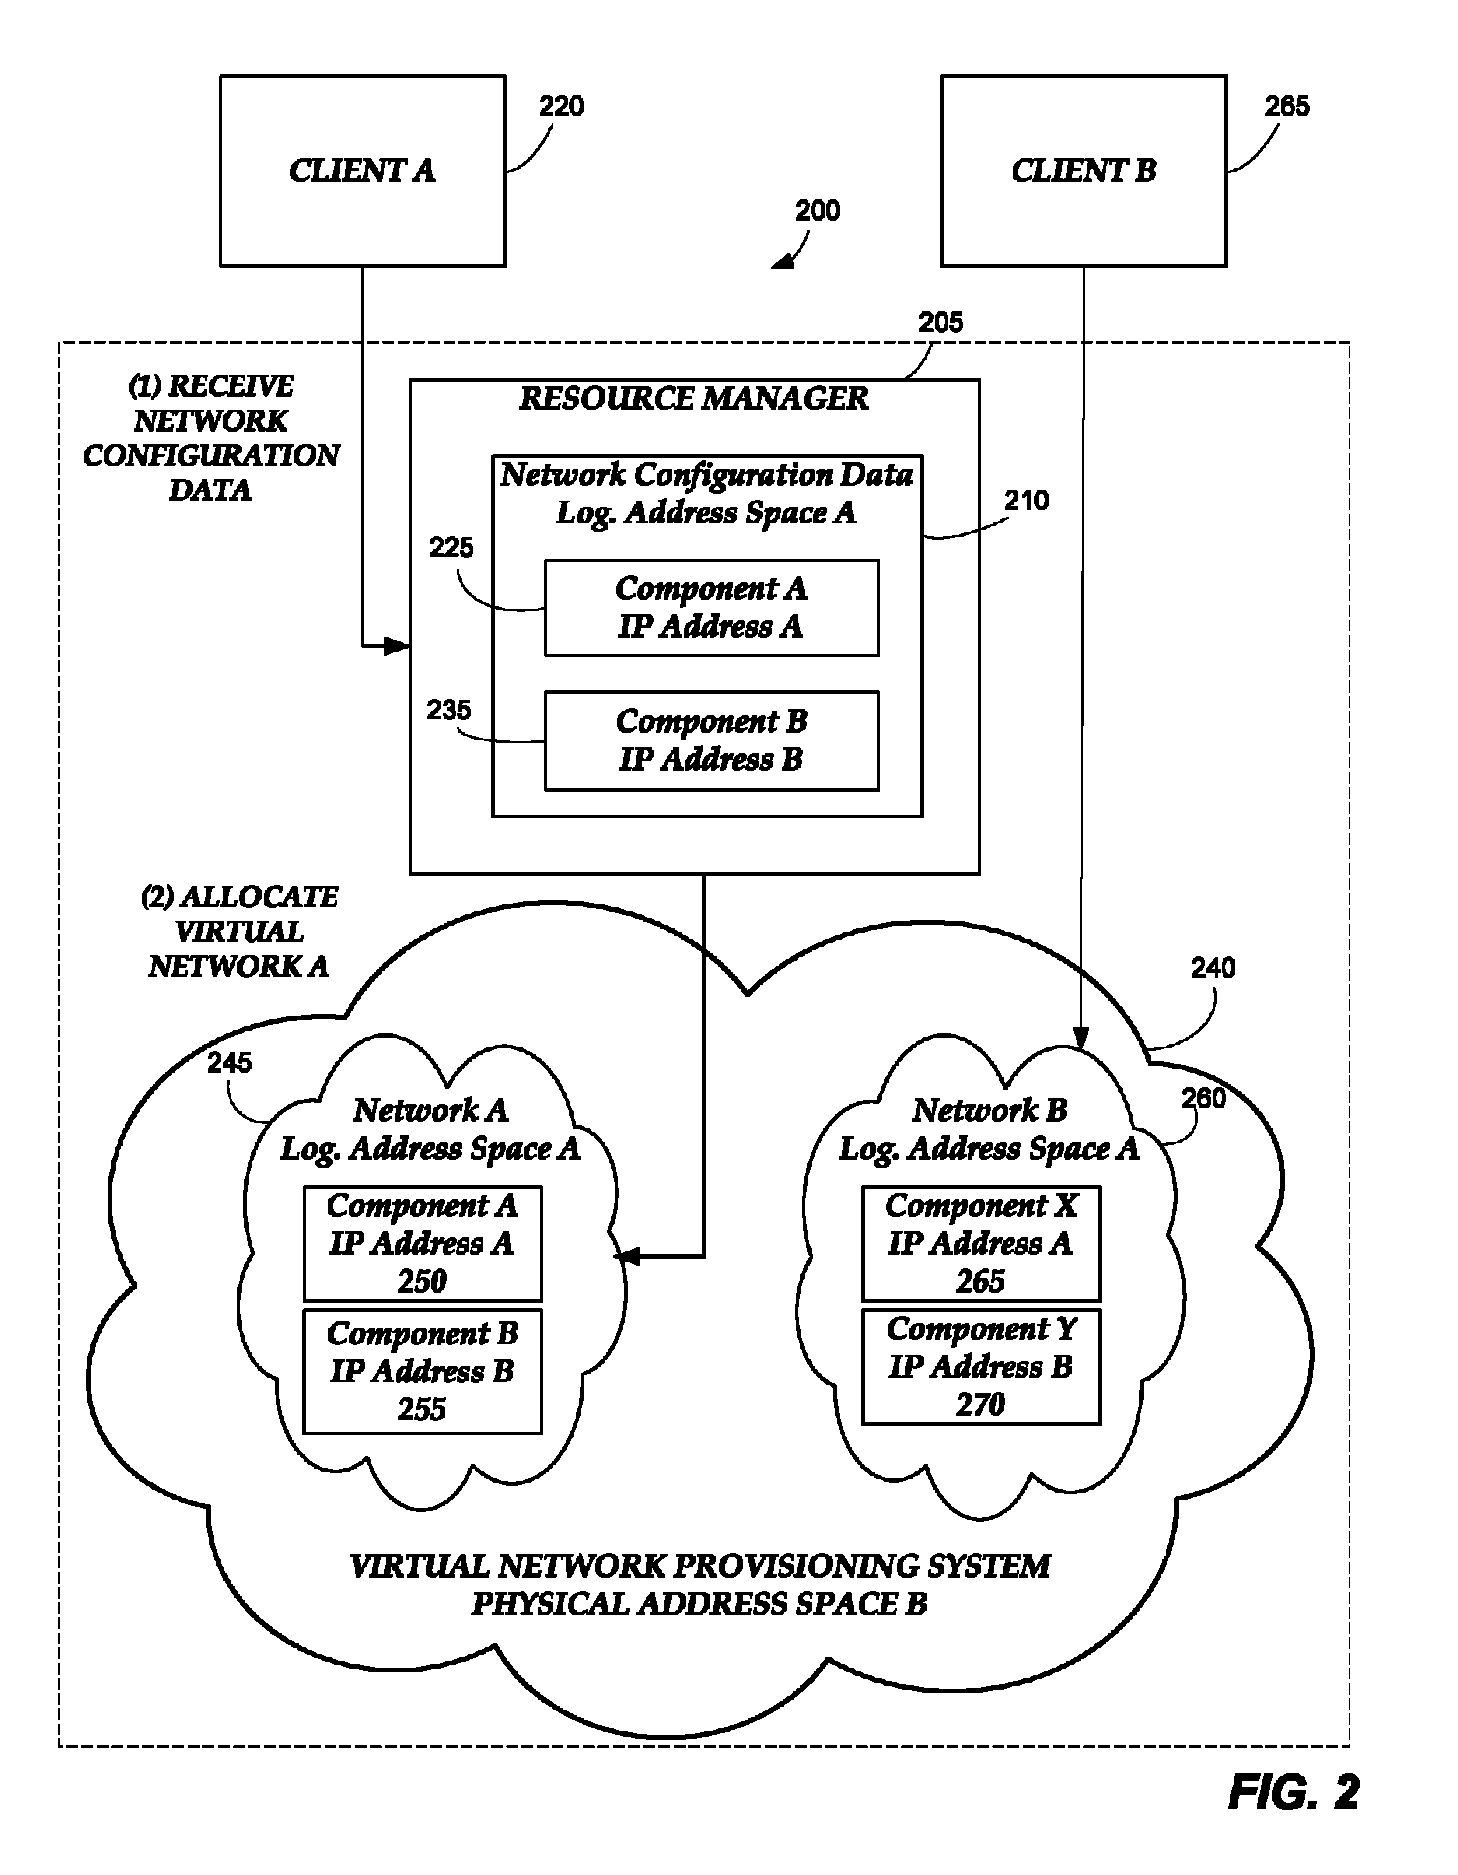 CLIENT A
220
CLIENT B
265
200
205
(1) RECEIVE
NETWORK
CONFIGURATION
DATA
RESOURCE MANAGER
Network Configuration Data
Log. Address Space A
210
225
Component A
IP Address A
235
Component B
IP Address B
(2) ALLOCATE
VIRTUAL
NETWORK A
240
245
Network A
Log. Address Space A
Component A
IP Address A
250
Component B
IP Address B
255
260
Network B
Log. Address Space A
Component X
IP Address A
265
Component Y
IP Address B
270
VIRTUAL NETWORK PROVISIONING SYSTEM
PHYSICAL ADDRESS SPACE B
FIG. 2